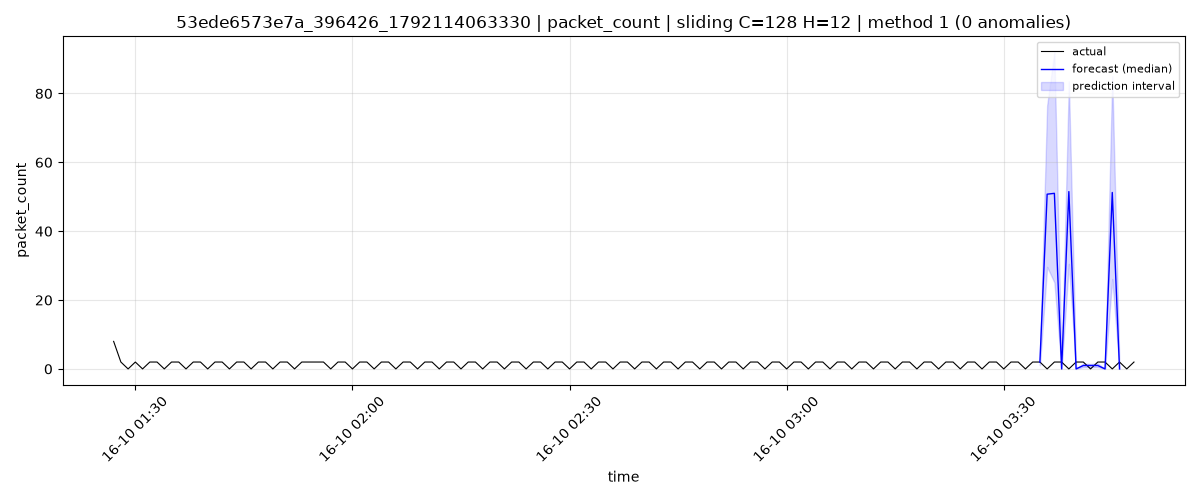 53ede6573e7a_396426_1792114063330 | packet_count | sliding C=128 H=12 | method 1 (0 anomalies)
actual
forecast (median)
prediction interval
packet_count
80
60
40
20
0
16-10 01:30
16-10 02:00
16-10 02:30
16-10 03:00
16-10 03:30
time